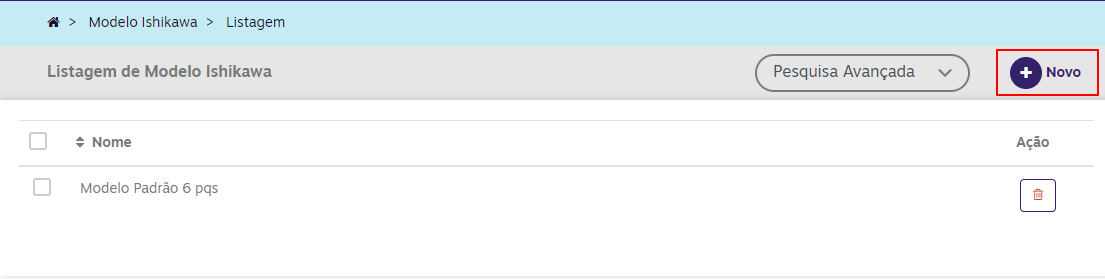 > Modelo Ishikawa > Listagem
Listagem de Modelo Ishikawa
Pesquisa Avançada
Novo
Nome
Ação
Modelo Padrão 6 pqs